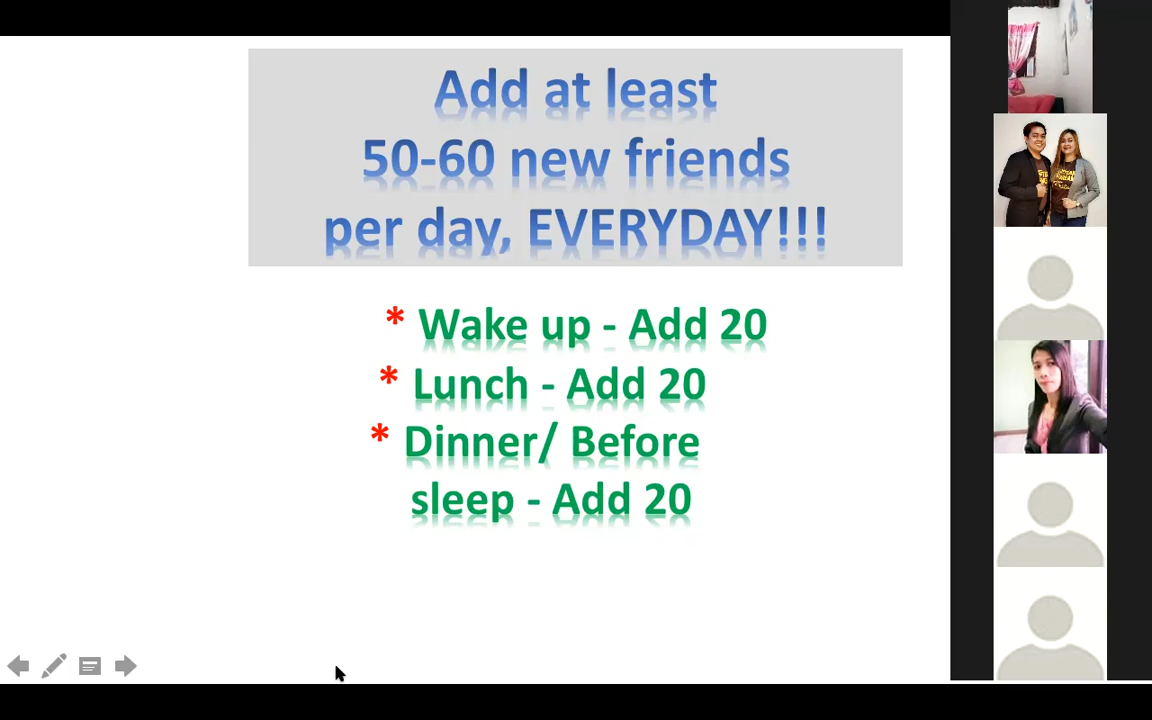 Add at least
50-60 new friends
per day, EVERYDAY!!!
* Wake up - Add 20
* Lunch - Add 20
* Dinner/ Before
sleep - Add 20